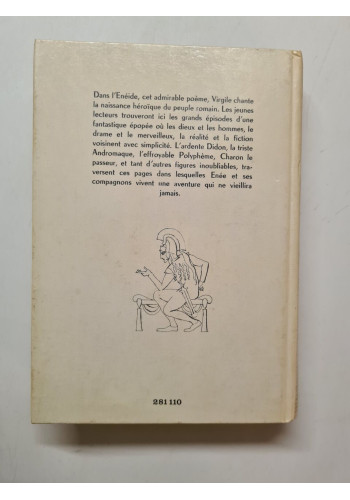 Dans l'Enéide, cet admirable poème, Virgile chante
la naissance héroïque du peuple romain. Les jeunes
lecteurs trouveront ici les grands épisodes d'une
fantastique épopée où les dieux et les hommes, le
drame et le merveilleux, la réalité et la fiction
voisinent avec simplicité. L'ardente Didon, la triste
Andromaque, l'effroyable Polyphème, Charon le
passeur, et tant d'autres figures inoubliables, tra-
versent ces pages dans lesquelles Enée et ses
compagnons vivent une aventure qui ne vieillira
jamais.
281 110